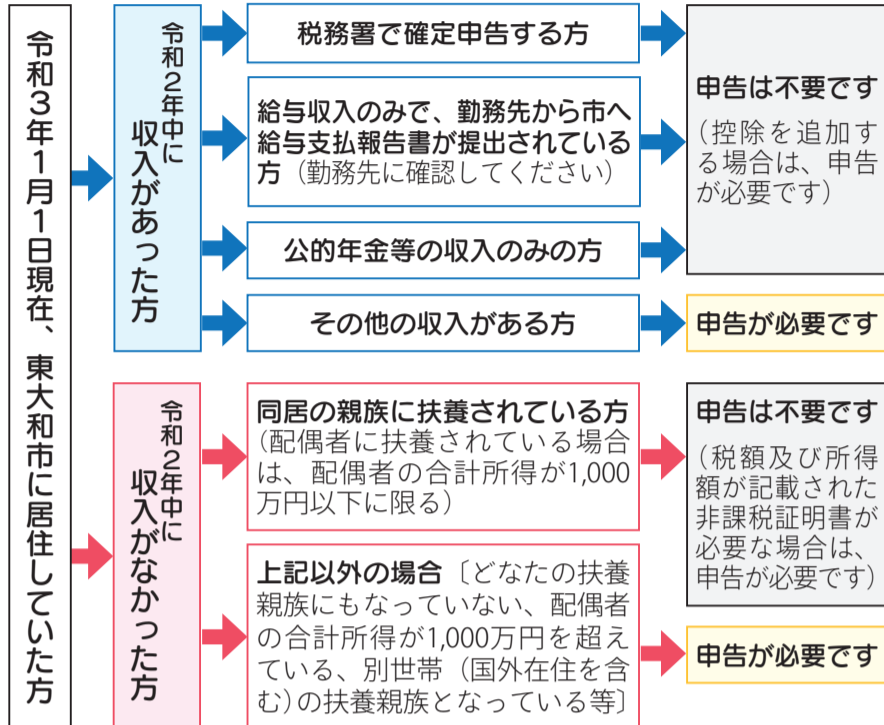 令和3年1月1日現在、東大和市に居住していた方
令和2年中に
収入があった方
税務署で確定申告する方
給与収入のみで、勤務先から市へ
給与支払報告書が提出されている
方（勤務先に確認してください）
公的年金等の収入のみの方
その他の収入がある方
申告は不要です
（控除を追加す
る場合は、申告
が必要です）
申告が必要です
令和2年中に
収入がなかった方
同居の親族に扶養されている方
（配偶者に扶養されている場合
は、配偶者の合計所得が1,000
万円以下に限る）
上記以外の場合〔どなたの扶養
親族にもなっていない、配偶者
の合計所得が1,000万円を超え
ている、別世帯（国外在住を含
む）の扶養親族となっている等〕
申告は不要です
（税額及び所得
額が記載された
非課税証明書が
必要な場合は、
申告が必要です）
申告が必要です